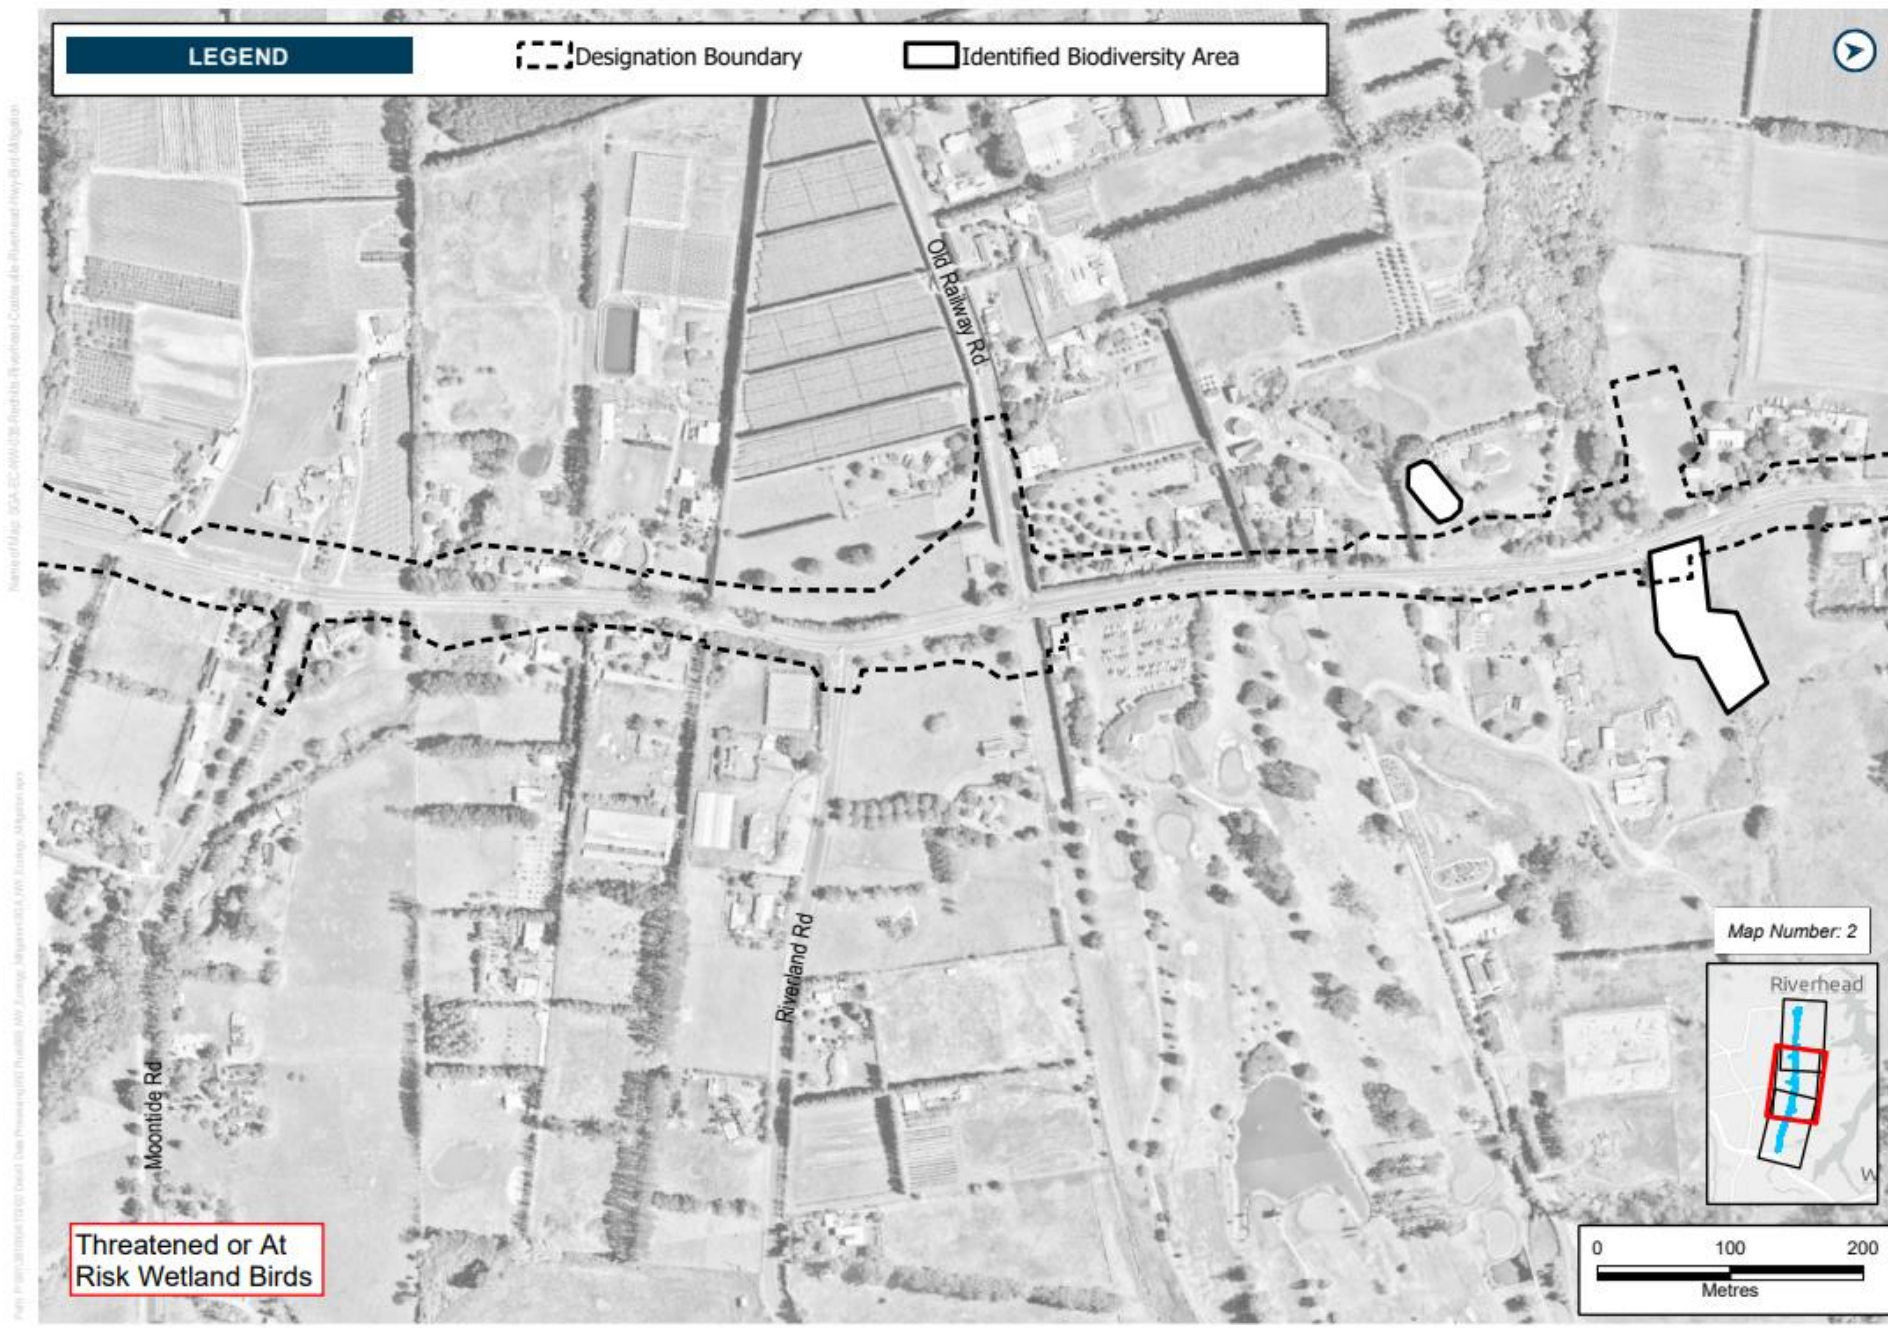 LEGEND
Designation Boundary
Identified Biodiversity Area
Old Railway Rd
Riverland Rd
Moontide Rd
Map Number: 2
Riverhead
W
Threatened or At
Risk Wetland Birds
0 100 200
Metres